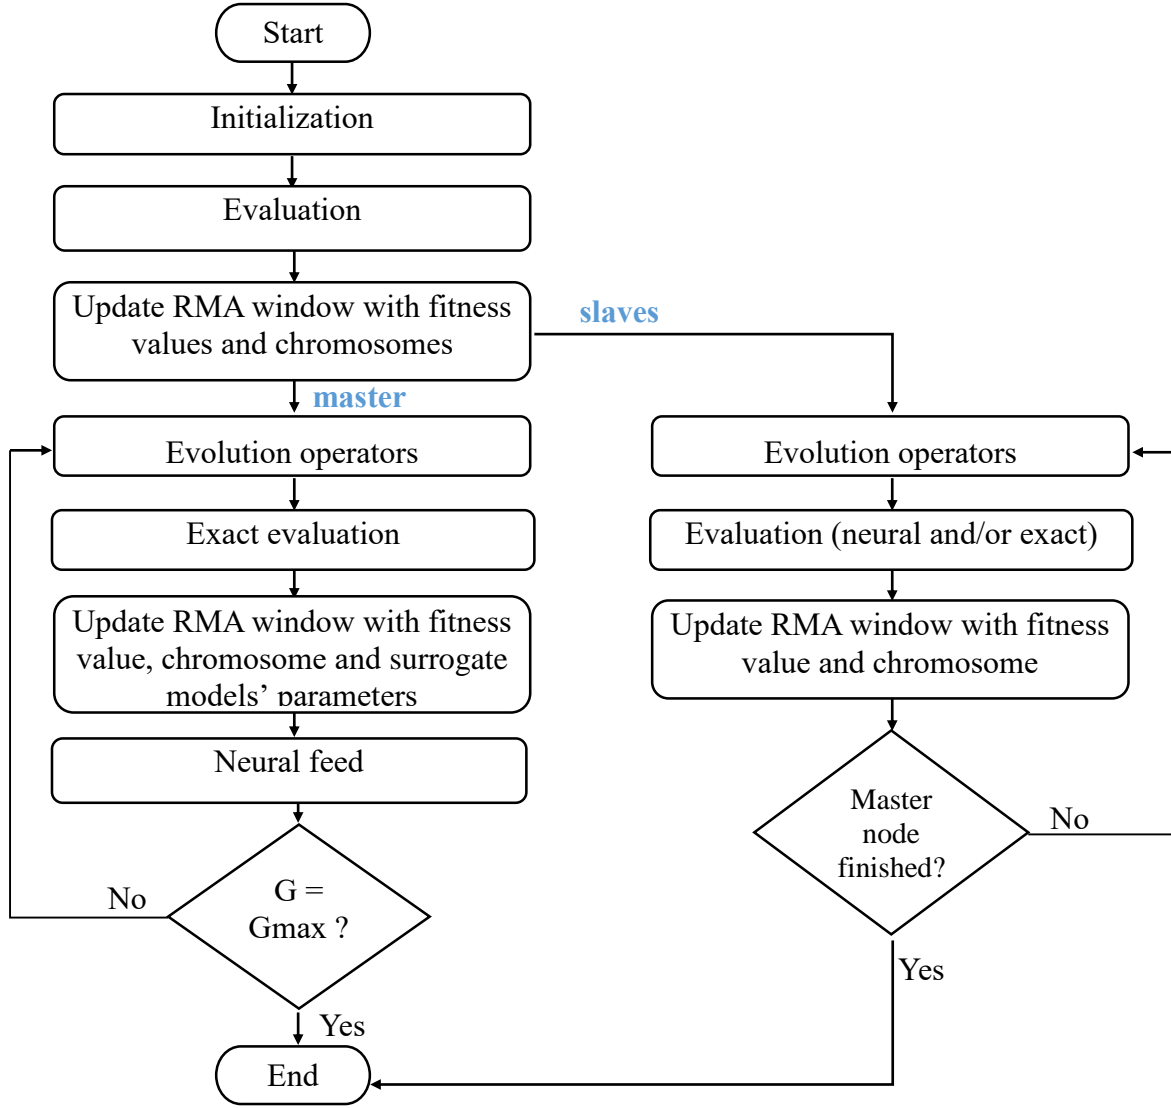 Start
Initialization
Evaluation
Update RMA window with fitness
values and chromosomes
slaves
master
Evolution operators
Exact evaluation
Update RMA window with fitness
value, chromosome and surrogate
models’ parameters
Neural feed
G =
Gmax ?
No
Yes
End
Evolution operators
Evaluation (neural and/or exact)
Update RMA window with fitness
value and chromosome
Master
node
finished?
No
Yes